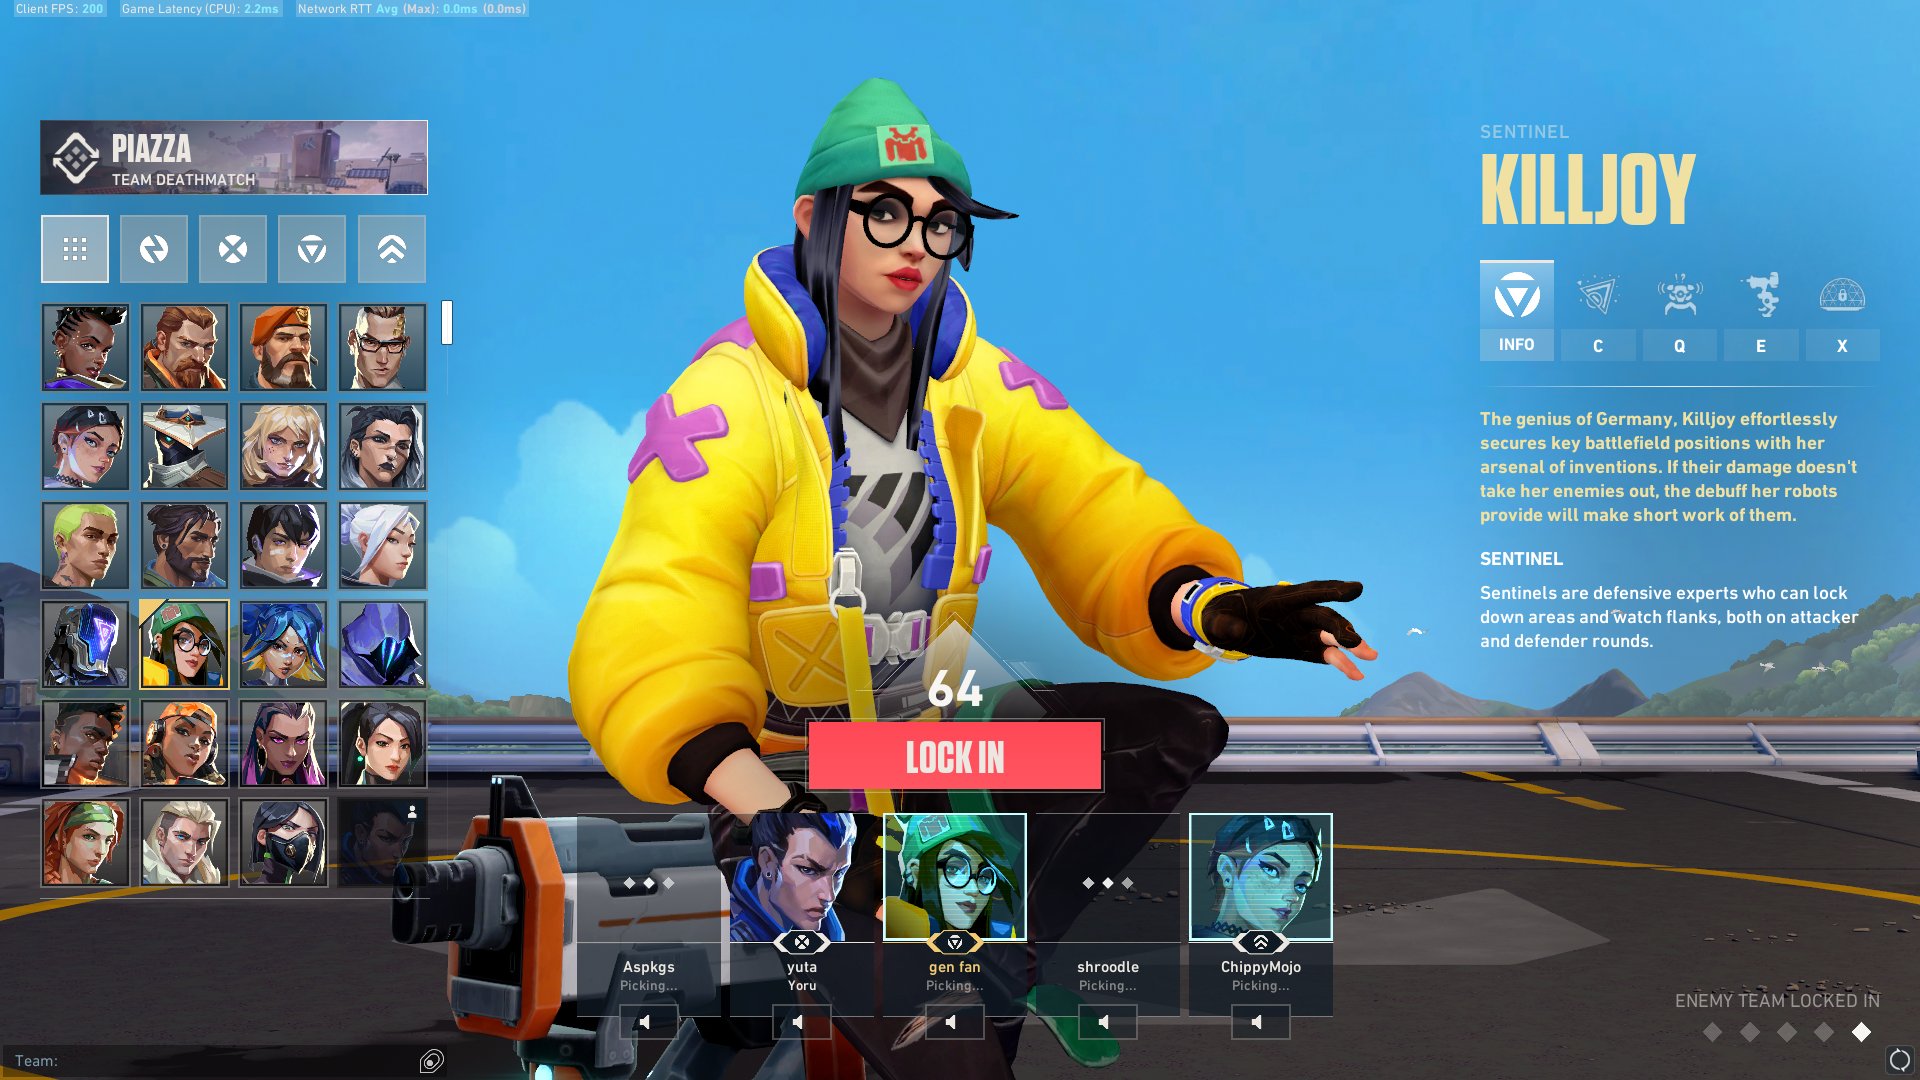 Client FPS: 200 Game Latency (CPU): 2.2ms Network RTT Avg (Max): 0.0ms (0.0ms)
PIAZZA
TEAM DEATHMATCH
SENTINEL
KILLJOY
INFO C Q E X
The genius of Germany, Killjoy effortlessly
secures key battlefield positions with her
arsenal of inventions. If their damage doesn't
take her enemies out, the debuff her robots
provide will make short work of them.
SENTINEL
Sentinels are defensive experts who can lock
down areas and watch flanks, both on attacker
and defender rounds.
64
LOCK IN
Aspkgs yuta gen fan shroodle ChippyMojo
Picking... Yoru Picking... Picking... Picking...
ENEMY TEAM LOCKED IN
Team: